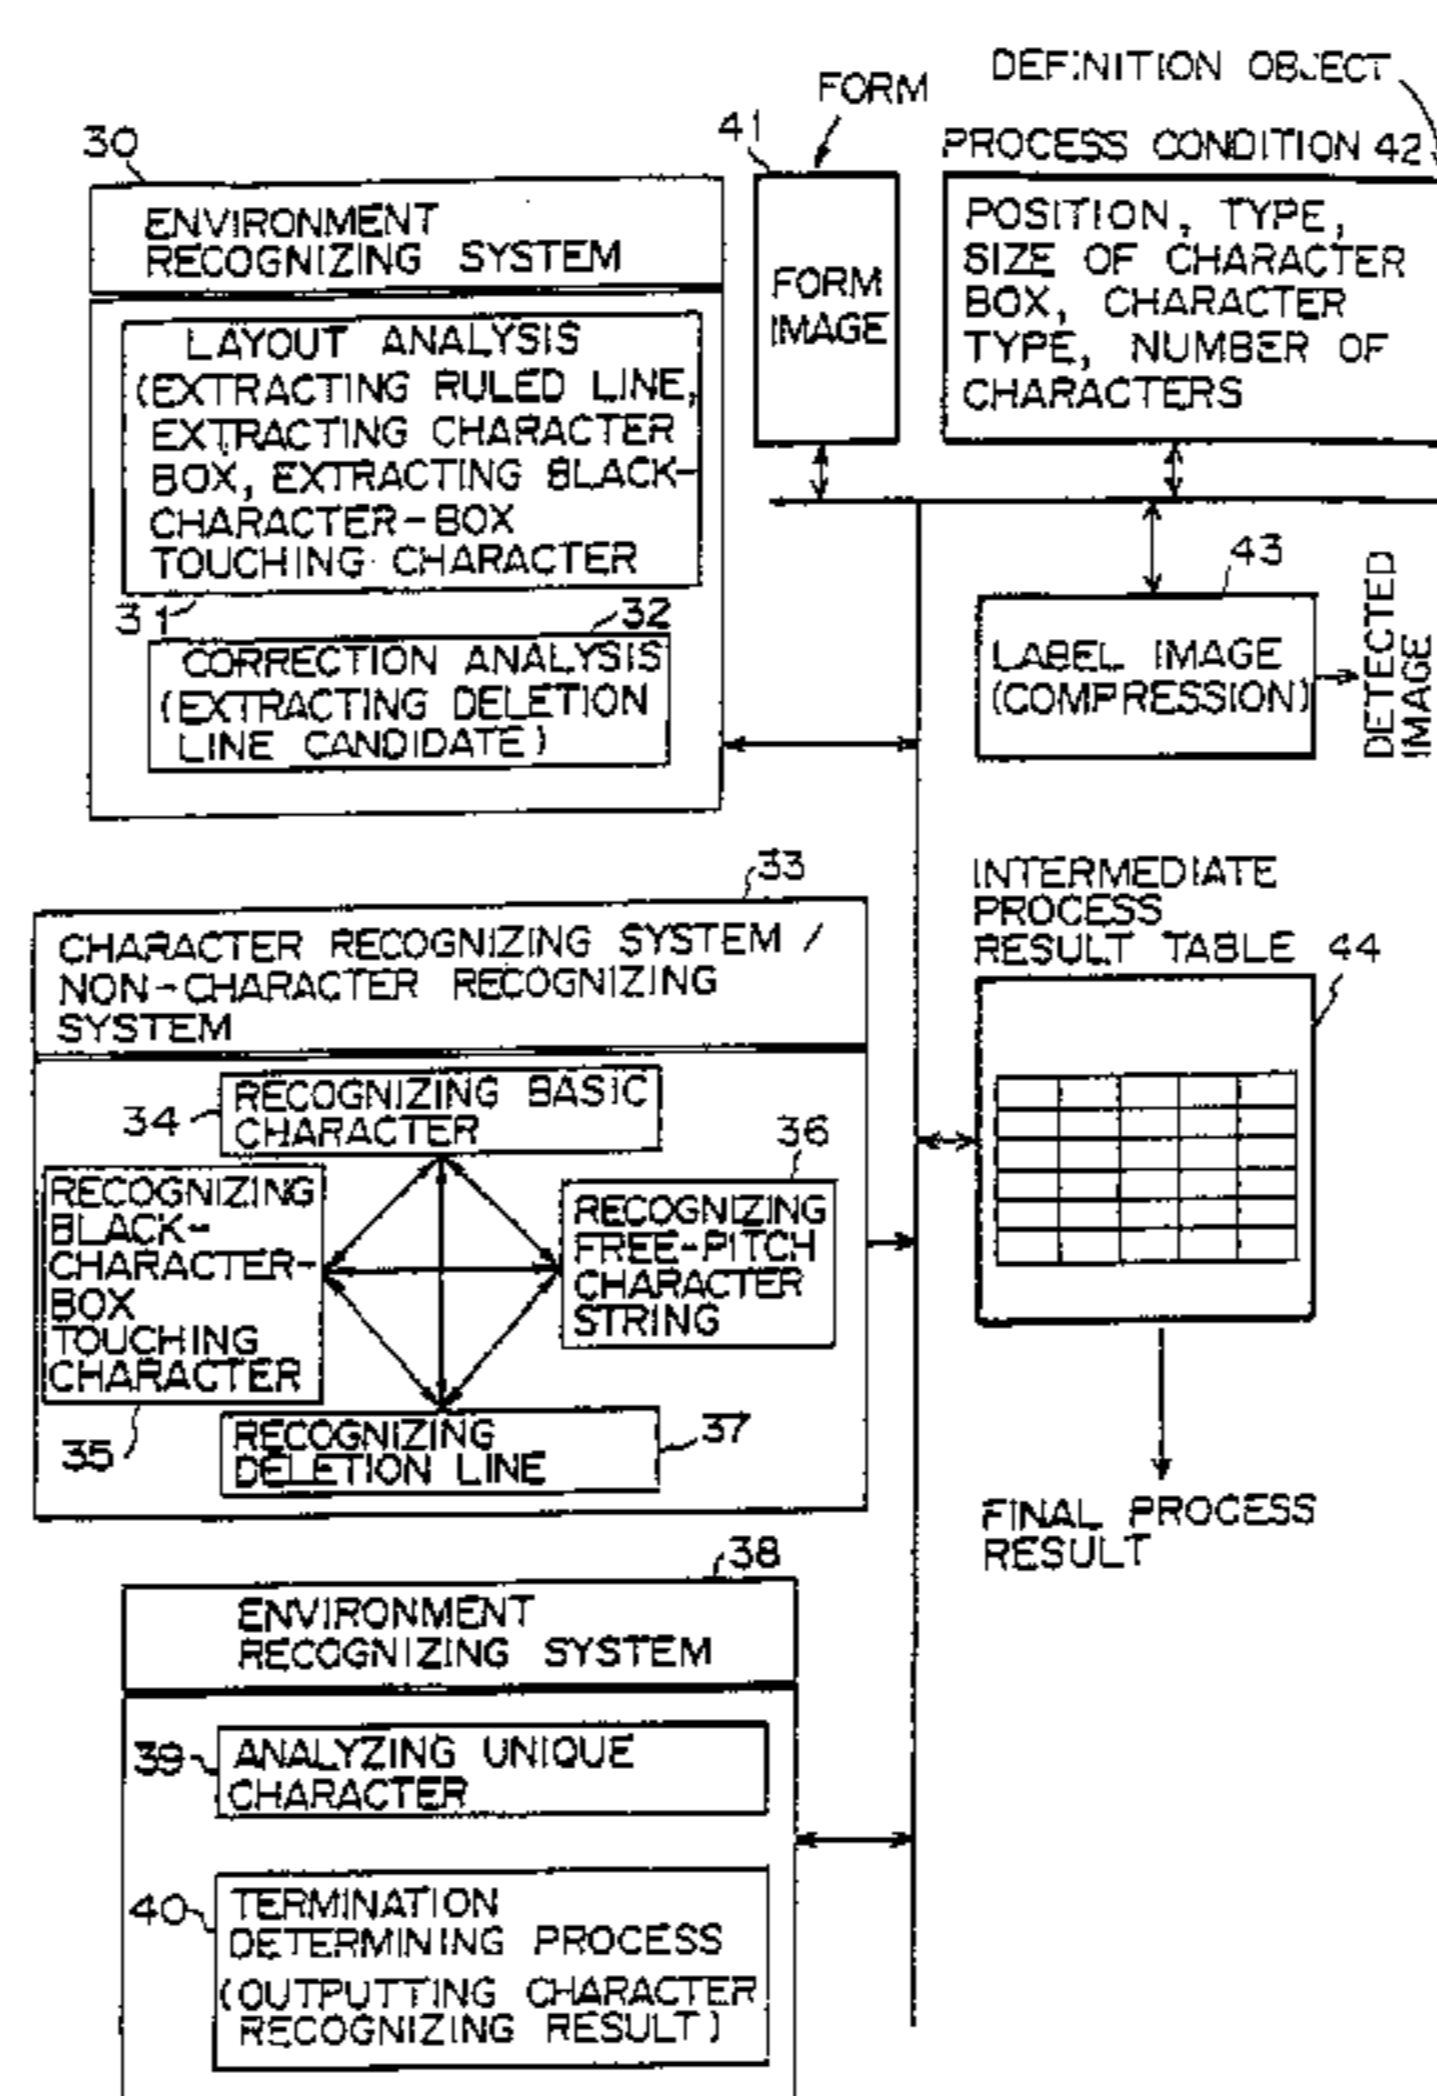 30
ENVIRONMENT
RECOGNIZING SYSTEM
LAYOUT ANALYSIS
(EXTRACTING RULED LINE,
EXTRACTING CHARACTER
BOX, EXTRACTING BLACK-
CHARACTER-BOX
TOUCHING CHARACTER
31
32
CORRECTION ANALYSIS
(EXTRACTING DELETION
LINE CANDIDATE)
FORM
41
FORM
IMAGE
DEFINITION OBJECT
PROCESS CONDITION 42
POSITION, TYPE,
SIZE OF CHARACTER
BOX, CHARACTER
TYPE, NUMBER OF
CHARACTERS
43
LABEL IMAGE
(COMPRESSION)
DETECTED
IMAGE
33
CHARACTER RECOGNIZING SYSTEM /
NON-CHARACTER RECOGNIZING
SYSTEM
34
RECOGNIZING BASIC
CHARACTER
RECOGNIZING
BLACK-
CHARACTER-
BOX
TOUCHING
CHARACTER
35
36
RECOGNIZING
FREE-PITCH
CHARACTER
STRING
RECOGNIZING
DELETION LINE
37
INTERMEDIATE
PROCESS
RESULT TABLE
44
FINAL PROCESS
RESULT
38
ENVIRONMENT
RECOGNIZING SYSTEM
39
ANALYZING UNIQUE
CHARACTER
40
TERMINATION
DETERMINING PROCESS
(OUTPUTTING CHARACTER
RECOGNIZING RESULT)